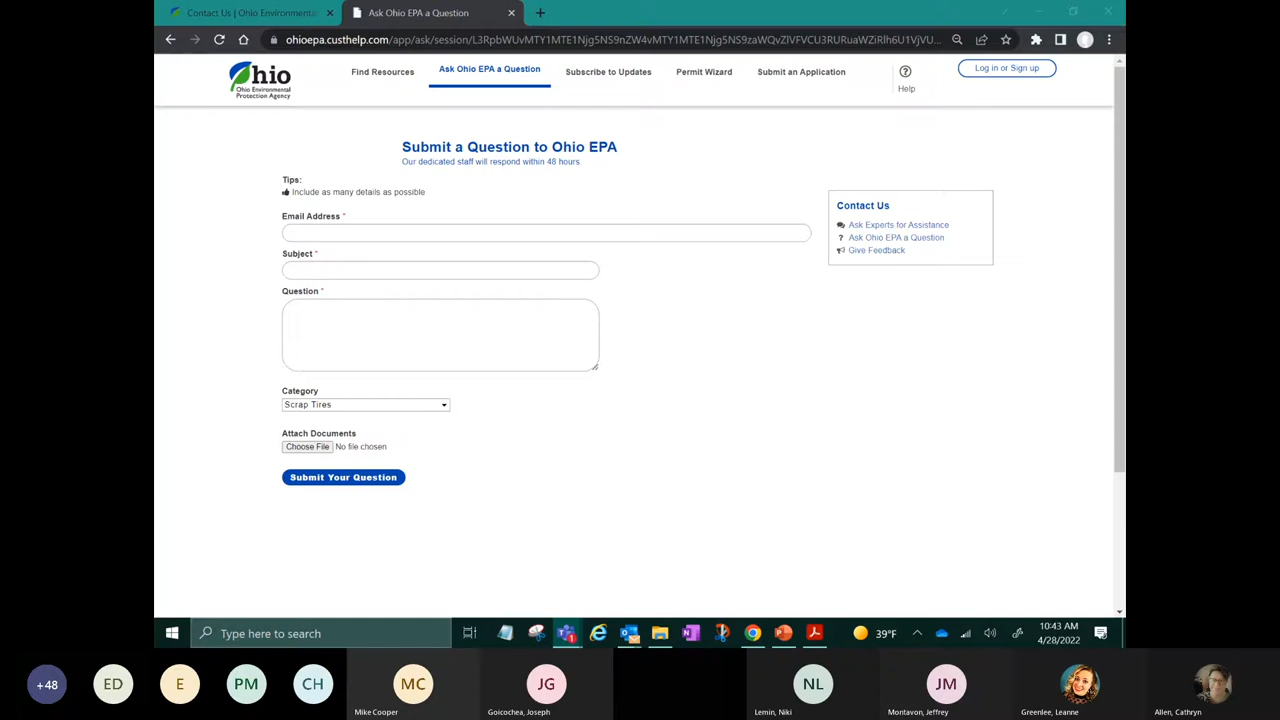 Contact Us | Ohio Environmental
Ask Ohio EPA a Question
ohioepa.custhelp.com/app/ask/session/
Ohio
Ohio Environmental
Protection Agency
Find Resources
Ask Ohio EPA a Question
Subscribe to Updates
Permit Wizard
Submit an Application
Help
Log in or Sign up
Submit a Question to Ohio EPA
Our dedicated staff will respond within 48 hours.
Tips:
Include as many details as possible
Email Address *
Subject *
Question *
Category
Scrap Tires
Attach Documents
Choose File No file chosen
Submit Your Question
Contact Us
Ask Experts for Assistance
? Ask Ohio EPA a Question
Give Feedback
Type here to search
39°F
10:43 AM
4/28/2022
+48
ED
E
PM
CH
MC
Mike Cooper
JG
Goicochea, Joseph
NL
Lemin, Niki
JM
Montavon, Jeffrey
Greenlee, Leanne
Allen, Cathryn